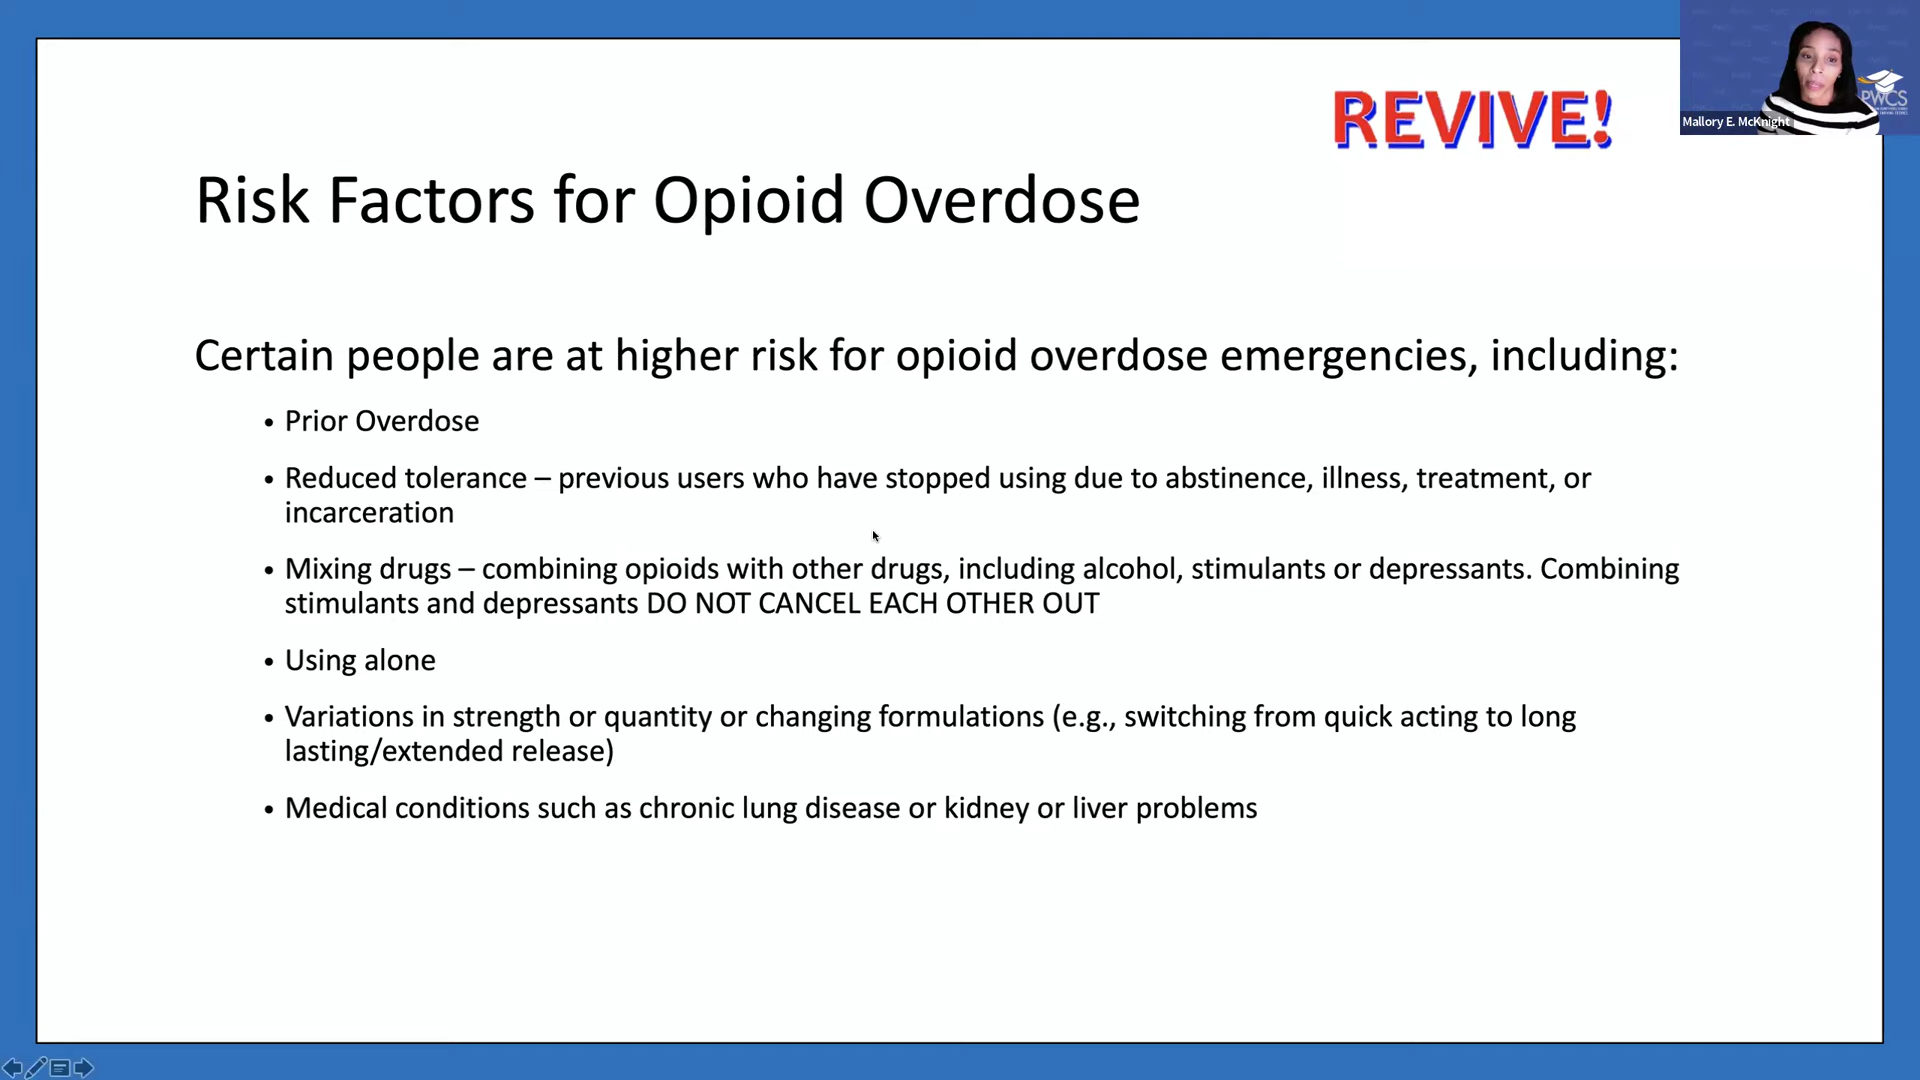 REVIVE!
PWCS
Mallory E. McKnight
Risk Factors for Opioid Overdose
Certain people are at higher risk for opioid overdose emergencies, including:
• Prior Overdose
• Reduced tolerance – previous users who have stopped using due to abstinence, illness, treatment, or
incarceration
• Mixing drugs – combining opioids with other drugs, including alcohol, stimulants or depressants. Combining
stimulants and depressants DO NOT CANCEL EACH OTHER OUT
• Using alone
• Variations in strength or quantity or changing formulations (e.g., switching from quick acting to long
lasting/extended release)
• Medical conditions such as chronic lung disease or kidney or liver problems